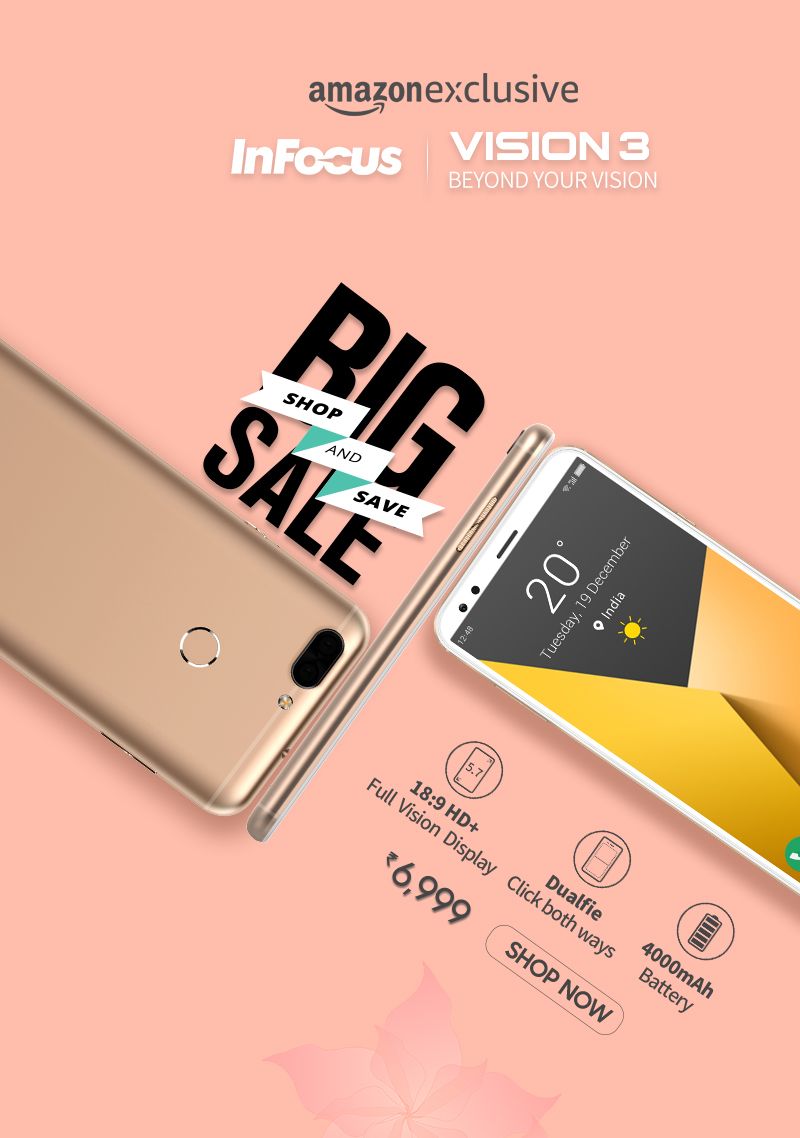 amazonexclusive
InFocus
VISION 3
BEYOND YOUR VISION
BIG
SHOP
AND
SAVE
SALE
12:48
20°
Tuesday, 19 December
India
5.7
18:9 HD+
Full Vision Display
Dualfie
Click both ways
4000mAh
Battery
₹6,999
SHOP NOW